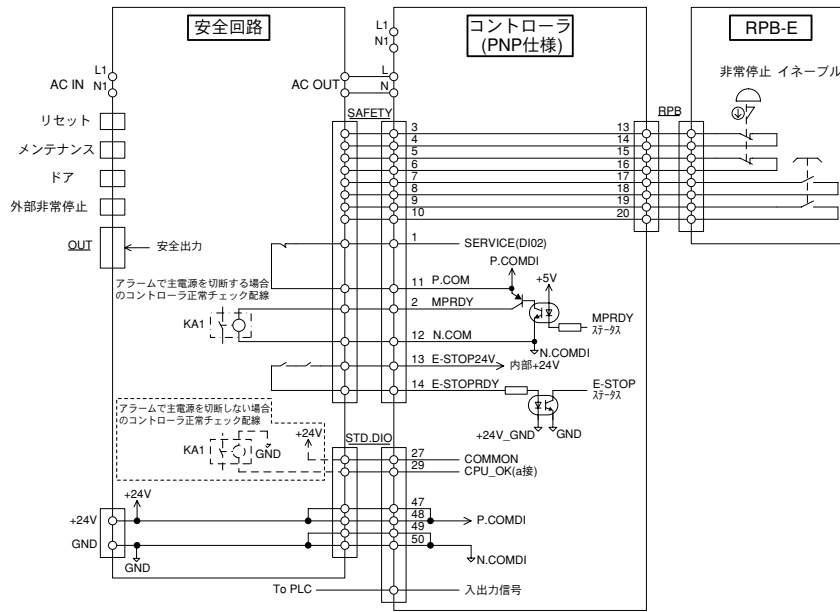 安全回路
コントローラ
(PNP仕様)
RPB-E
L1
N1
L1
N1
AC IN
AC OUT
L
N
非常停止 イネーブル
リセット
メンテナンス
ドア
外部非常停止
OUT
安全出力
SAFETY
RPB
3 13
4 14
5 15
6 16
7 17
8 18
9 19
10 20
1 SERVICE(DI02)
P.COMDI
アラームで主電源を切断する場合
のコントローラ正常チェック配線
11 P.COM
+5V
KA1
2 MPRDY
MPRDY
ステータス
12 N.COM
N.COMDI
13 E-STOP24V
内部+24V
14 E-STOPRDY
E-STOP
ステータス
+24V_GND
GND
アラームで主電源を切断しない場合
のコントローラ正常チェック配線
KA1
GND
+24V
STD.DIO
27 COMMON
29 CPU_OK(a接)
+24V
+24V
GND
GND
47
48
P.COMDI
49
50
N.COMDI
To PLC
入出力信号